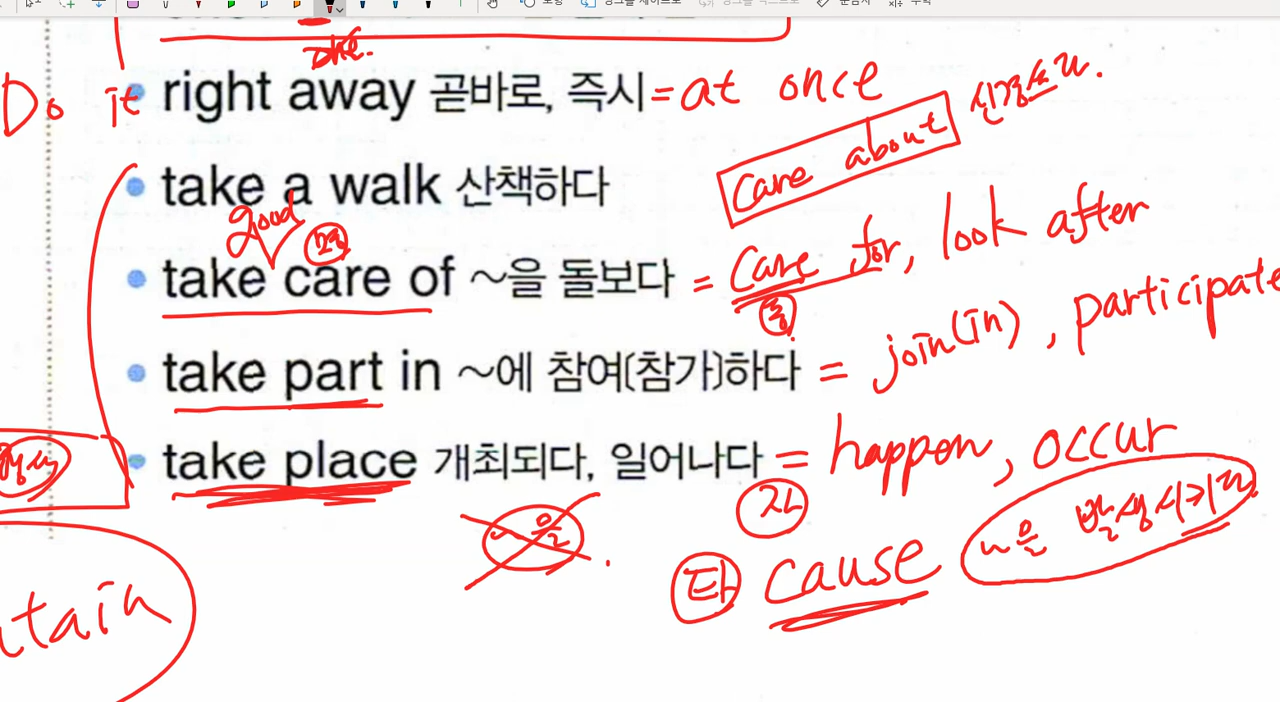 one.
Do it
right away 곧바로, 즉시 = at once
care about 신경쓰다.
take a walk 산책하다
good
take care of ~을 돌보다 = care for, look after
take part in ~에 참여(참가)하다 = join(in), participate
take place 개최되다, 일어나다 = happen, occur
~을
자
타 cause ~을 발생시키다